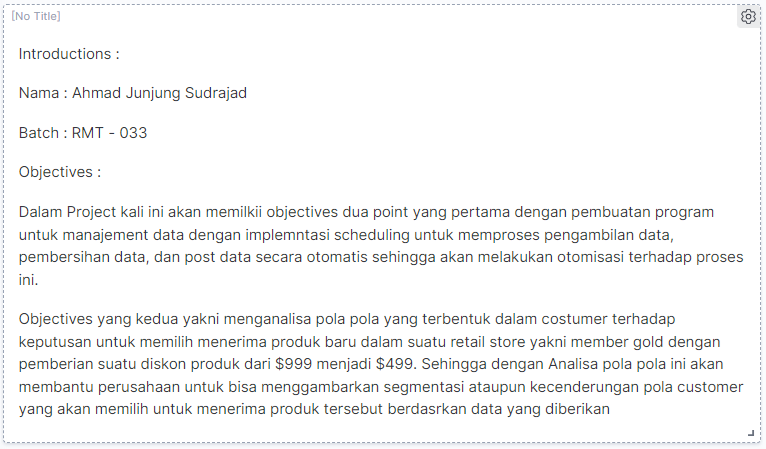 [No Title]
Introductions :
Nama : Ahmad Junjung Sudrajad
Batch : RMT - 033
Objectives :
Dalam Project kali ini akan memilkii objectives dua point yang pertama dengan pembuatan program
untuk manajement data dengan implemntasi scheduling untuk memproses pengambilan data,
pembersihan data, dan post data secara otomatis sehingga akan melakukan otomisasi terhadap proses
ini.
Objectives yang kedua yakni menganalisa pola pola yang terbentuk dalam costumer terhadap
keputusan untuk memilih menerima produk baru dalam suatu retail store yakni member gold dengan
pemberian suatu diskon produk dari $999 menjadi $499. Sehingga dengan Analisa pola pola ini akan
membantu perusahaan untuk bisa menggambarkan segmentasi ataupun kecenderungan pola customer
yang akan memilih untuk menerima produk tersebut berdasrkan data yang diberikan